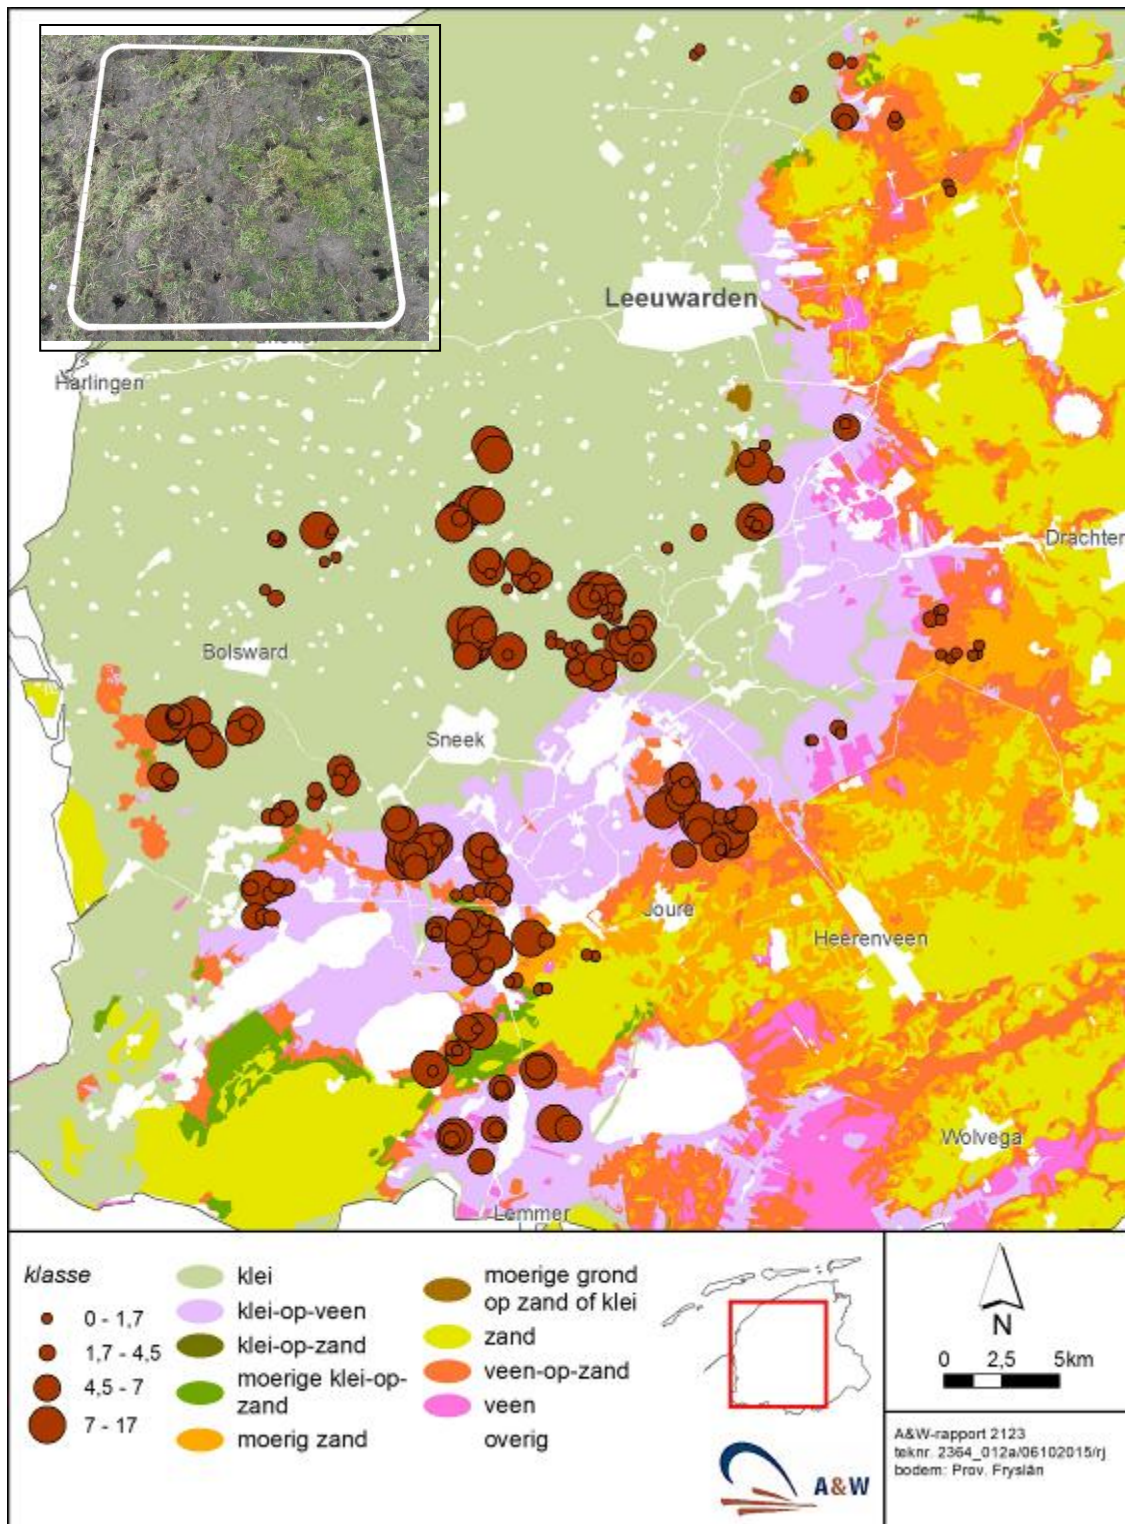 Leeuwarden
Harlingen
Drachten
Bolsward
Sneek
Joure
Heerenveen
Wolvega
Lemmer
klasse
0 - 1,7
1,7 - 4,5
4,5 - 7
7 - 17
klei
klei-op-veen
klei-op-zand
moerige klei-op-
zand
moerig zand
moerige grond
op zand of klei
zand
veen-op-zand
veen
overig
N
0 2,5 5km
A&W-rapport 2123
teknr. 2364_012a/06102015/rj
bodem: Prov. Fryslân
A&W